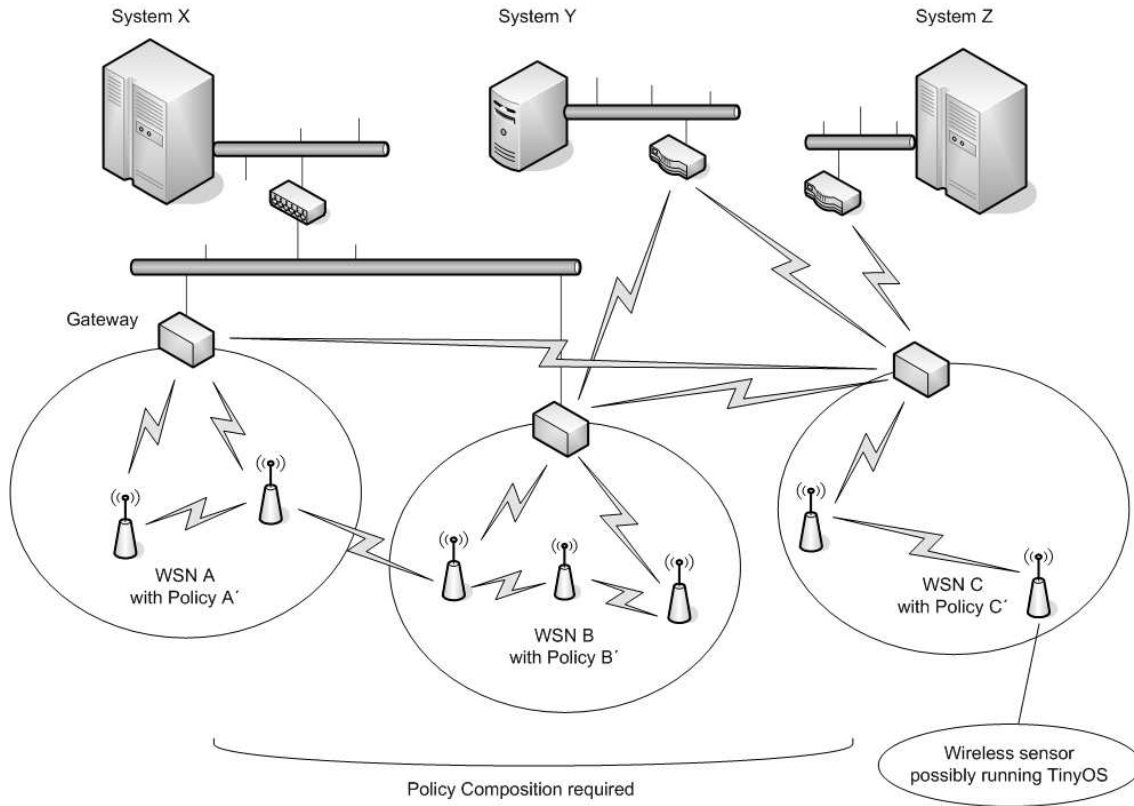 System X
System Y
System Z
Gateway
WSN A
with Policy A´
WSN B
with Policy B´
WSN C
with Policy C´
Wireless sensor
possibly running TinyOS
Policy Composition required